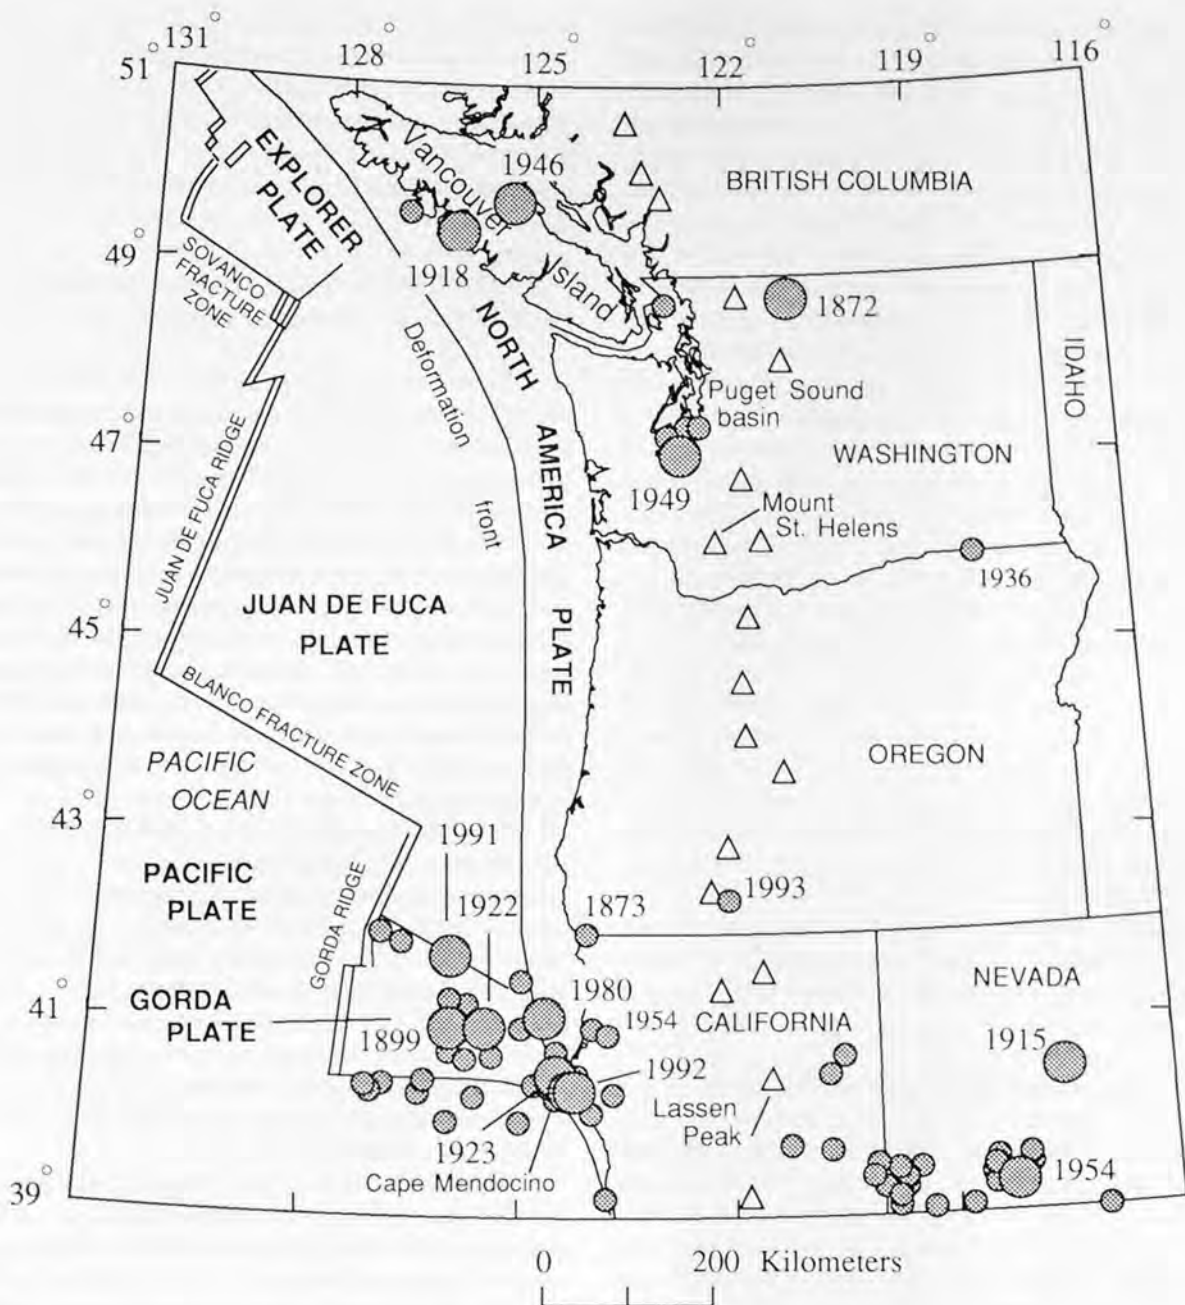 131°
128°
125°
122°
119°
116°
51°
49°
47°
45°
43°
41°
39°
EXPLORER
PLATE
Vancouver
Island
1946
1918
BRITISH COLUMBIA
SOVANCO
FRACTURE
ZONE
1872
IDAHO
Deformation
front
NORTH
AMERICA
PLATE
Puget Sound
basin
WASHINGTON
1949
Mount
St. Helens
1936
JUAN DE FUCA RIDGE
JUAN DE FUCA
PLATE
BLANCO FRACTURE ZONE
OREGON
PACIFIC
OCEAN
PACIFIC
PLATE
1991
1922
1873
1993
GORDA RIDGE
NEVADA
GORDA
PLATE
1899
1980
1954
CALIFORNIA
1915
1992
Lassen
Peak
1923
Cape Mendocino
1954
0 200 Kilometers